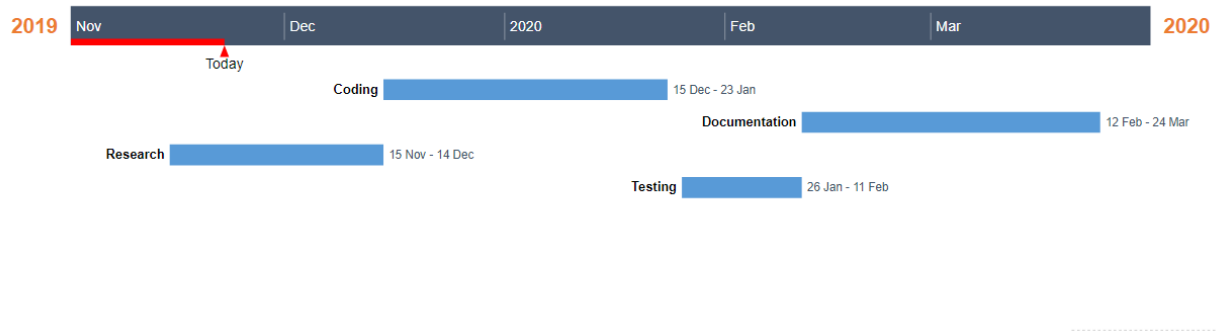 2019 Nov Dec 2020 Feb Mar 2020
Today
Coding 15 Dec - 23 Jan
Documentation 12 Feb - 24 Mar
Research 15 Nov - 14 Dec
Testing 26 Jan - 11 Feb